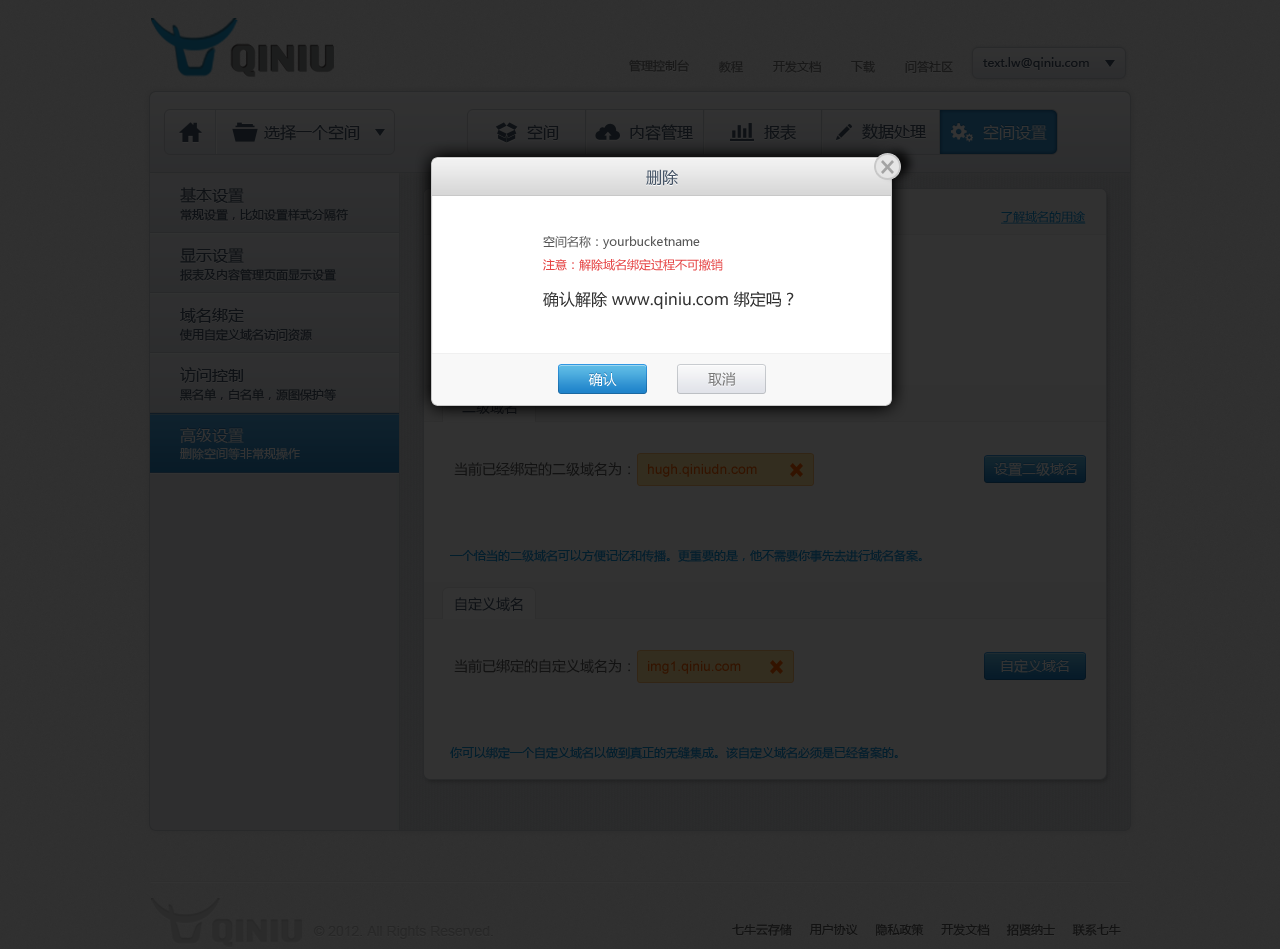 QINIU
管理控制台 教程 开发文档 下载 问答社区 text.lw@qiniu.com
选择一个空间 空间 内容管理 报表 数据处理 空间设置
删除
空间名称：yourbucketname
注意：解除域名绑定过程不可撤销
确认解除 www.qiniu.com 绑定吗？
确认 取消
基本设置
常规设置，比如设置样式分隔符
显示设置
报表及内容管理页面显示设置
域名绑定
使用自定义域名访问资源
访问控制
黑名单，白名单，源图保护等
高级设置
删除空间等非常规操作
了解域名的用途
二级域名
当前已经绑定的二级域名为： hugh.qiniudn.com 设置二级域名
一个恰当的二级域名可以方便记忆和传播。更重要的是，他不需要你事先去进行域名备案。
自定义域名
当前已绑定的自定义域名为： img1.qiniu.com 自定义域名
你可以绑定一个自定义域名以做到真正的无缝集成。该自定义域名必须是已经备案的。
QINIU © 2012. All Rights Reserved.
七牛云存储 用户协议 隐私政策 开发文档 招贤纳士 联系七牛